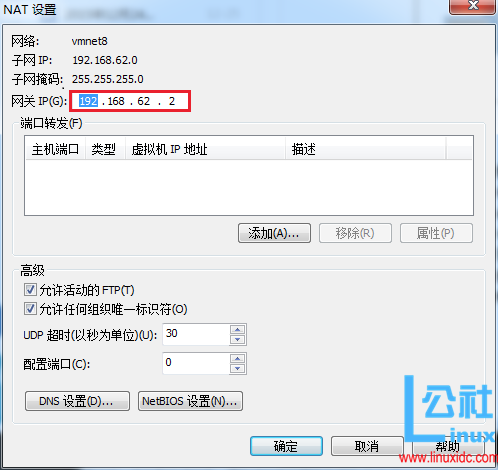 NAT 设置
网络: vmnet8
子网 IP: 192.168.62.0
子网掩码: 255.255.255.0
网关 IP(G): 192 . 168 . 62 . 2
端口转发(F)
主机端口 类型 虚拟机 IP 地址 描述
添加(A)... 移除(R) 属性(P)
高级
允许活动的 FTP(T)
允许任何组织唯一标识符(O)
UDP 超时(以秒为单位)(U): 30
配置端口(C): 0
DNS 设置(D)... NetBIOS 设置(N)...
确定 取消 帮助
Linux公社
www.linuxidc.com